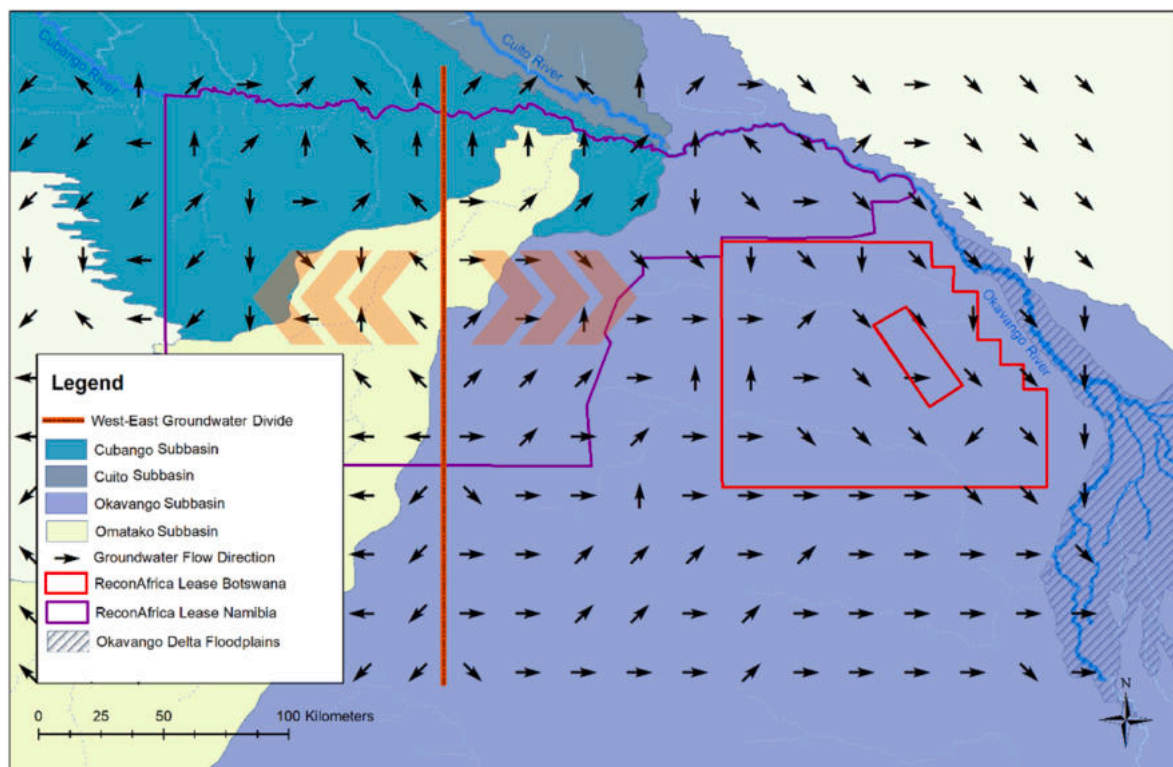 Cubango River
Cuito River
Okavango River
Legend
West-East Groundwater Divide
Cubango Subbasin
Cuito Subbasin
Okavango Subbasin
Omatako Subbasin
Groundwater Flow Direction
ReconAfrica Lease Botswana
ReconAfrica Lease Namibia
Okavango Delta Floodplains
0 25 50 100 Kilometers
N